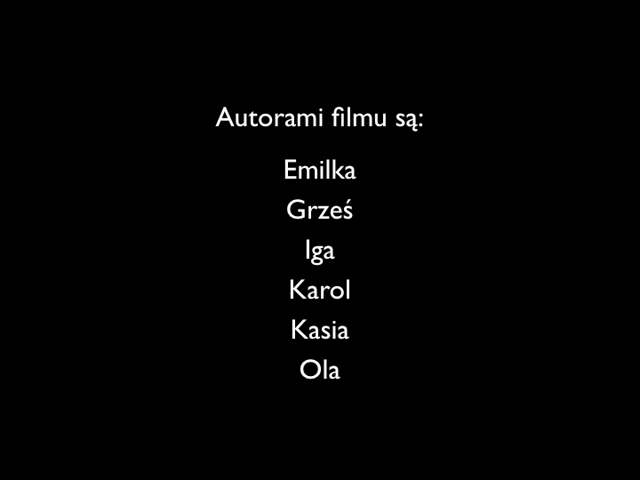 Autorami filmu są:
Emilka
Grześ
Iga
Karol
Kasia
Ola